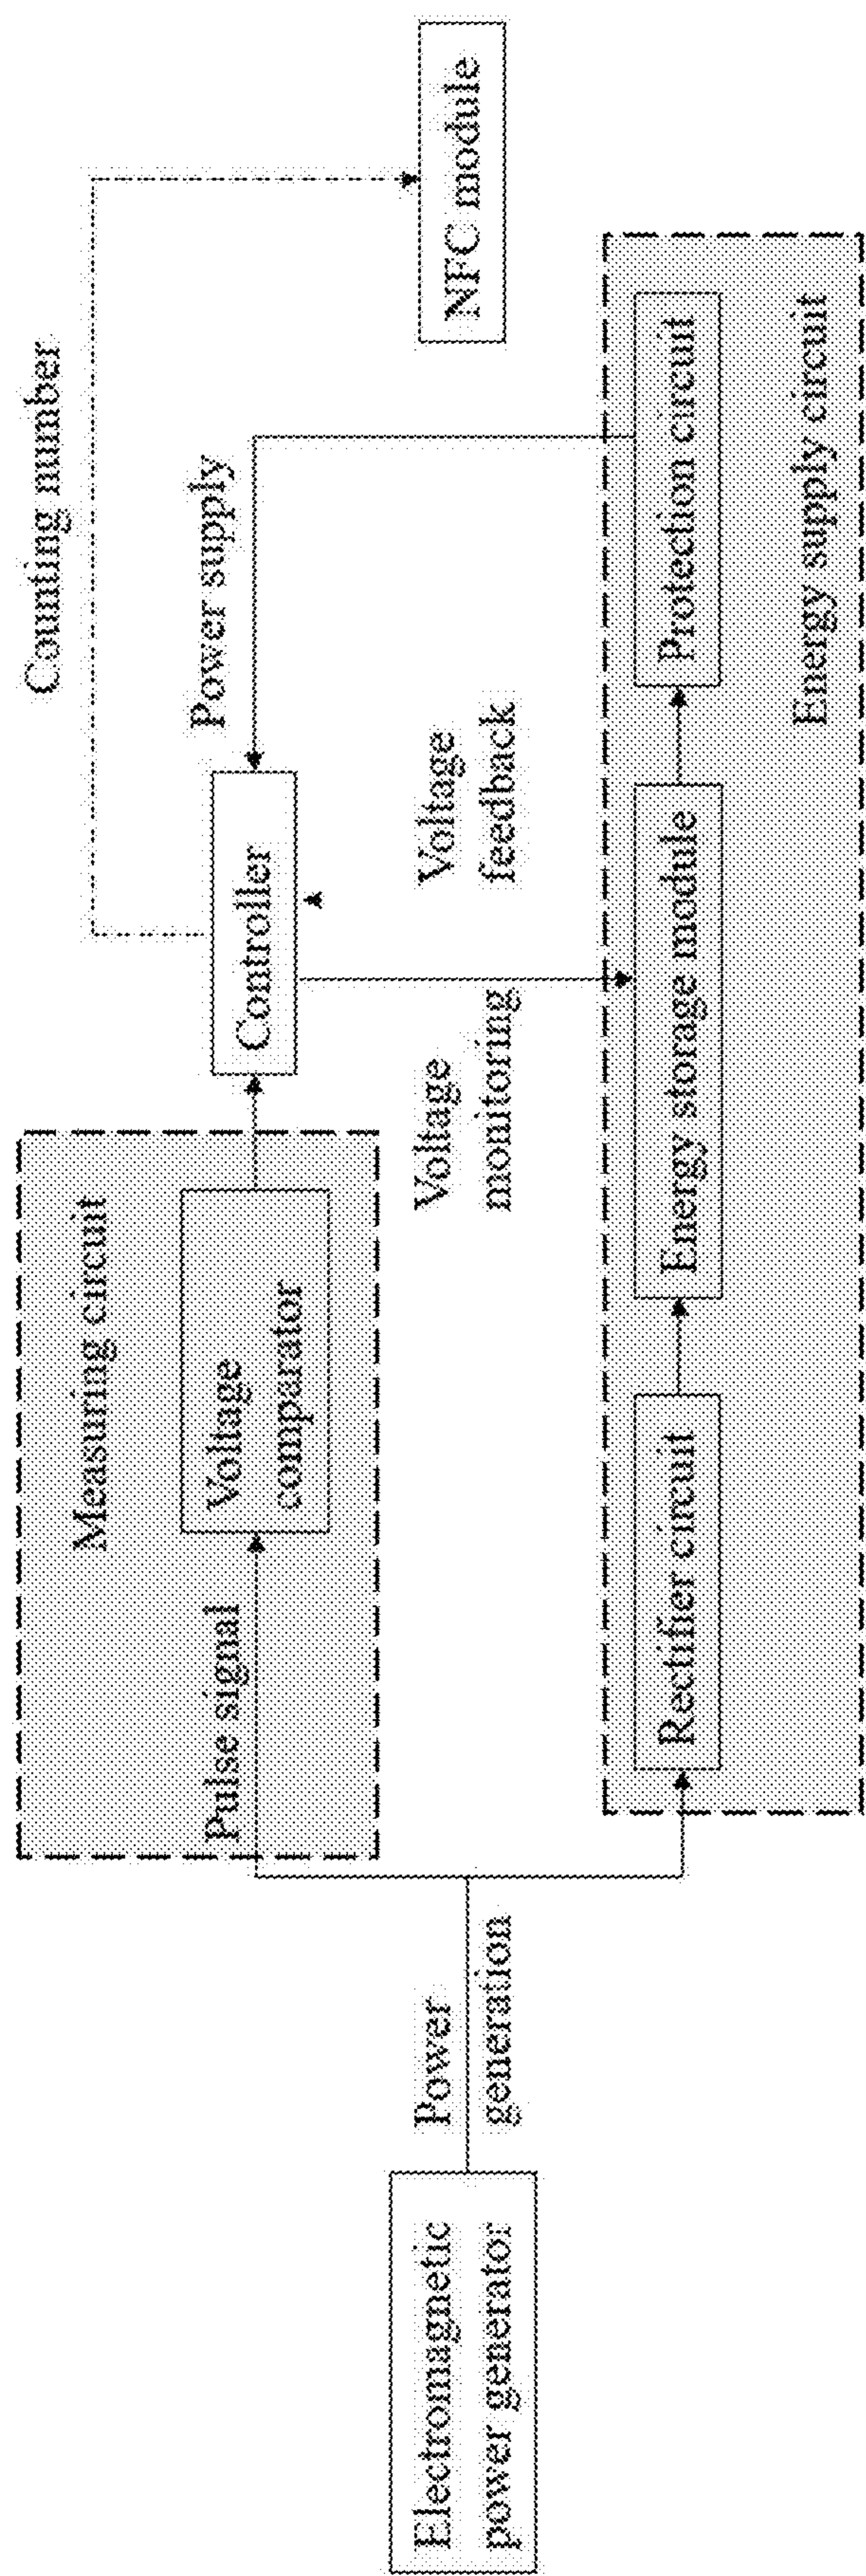 Electromagnetic
power generator
Power
generation
Pulse signal
Measuring circuit
Voltage
comparator
Controller
Counting number
Power supply
NFC module
Voltage
monitoring
Voltage
feedback
Rectifier circuit
Energy storage module
Protection circuit
Energy supply circuit